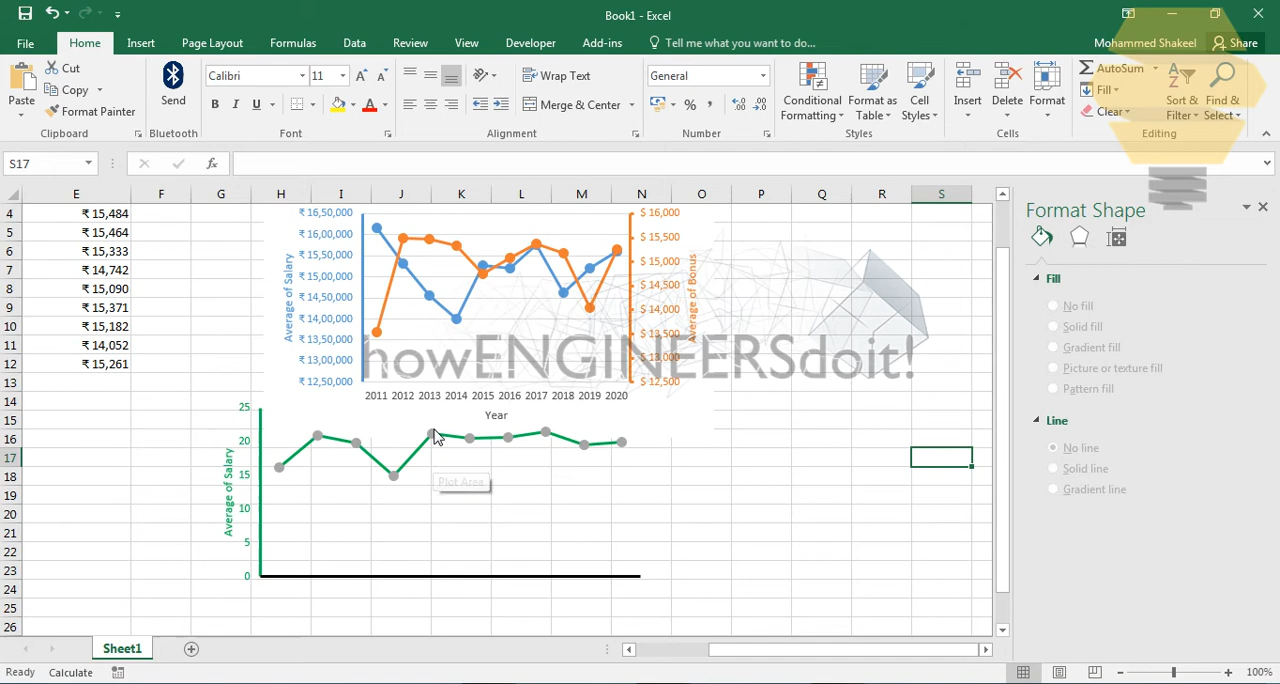 Book1 - Excel
File Home Insert Page Layout Formulas Data Review View Developer Add-ins Tell me what you want to do... Mohammed Shakeel Share
Paste Cut Copy Format Painter Clipboard
Send Bluetooth
Calibri 11 B I U Font
Wrap Text Merge & Center Alignment
General % , Number
Conditional Formatting Format as Table Cell Styles Styles
Insert Delete Format Cells
AutoSum Fill Clear Sort & Filter Find & Select Editing
S17 fx
E F G H I J K L M N O P Q R S
4 ₹ 15,484
5 ₹ 15,464
6 ₹ 15,333
7 ₹ 14,742
8 ₹ 15,090
9 ₹ 15,371
10 ₹ 15,182
11 ₹ 14,052
12 ₹ 15,261
13
14
15
16
17
18
19
20
21
22
23
24
25
26
Average of Salary
₹ 16,50,000
₹ 16,00,000
₹ 15,50,000
₹ 15,00,000
₹ 14,50,000
₹ 14,00,000
₹ 13,50,000
₹ 13,00,000
₹ 12,50,000
$ 16,000
$ 15,500
$ 15,000
$ 14,500
$ 14,000
$ 13,500
$ 13,000
$ 12,500
Average of Bonus
2011 2012 2013 2014 2015 2016 2017 2018 2019 2020
Year
howENGINEERSdoit!
Average of Salary
25
20
15
10
5
0
Plot Area
Format Shape
Fill
No fill
Solid fill
Gradient fill
Picture or texture fill
Pattern fill
Line
No line
Solid line
Gradient line
Sheet1
Ready Calculate 100%